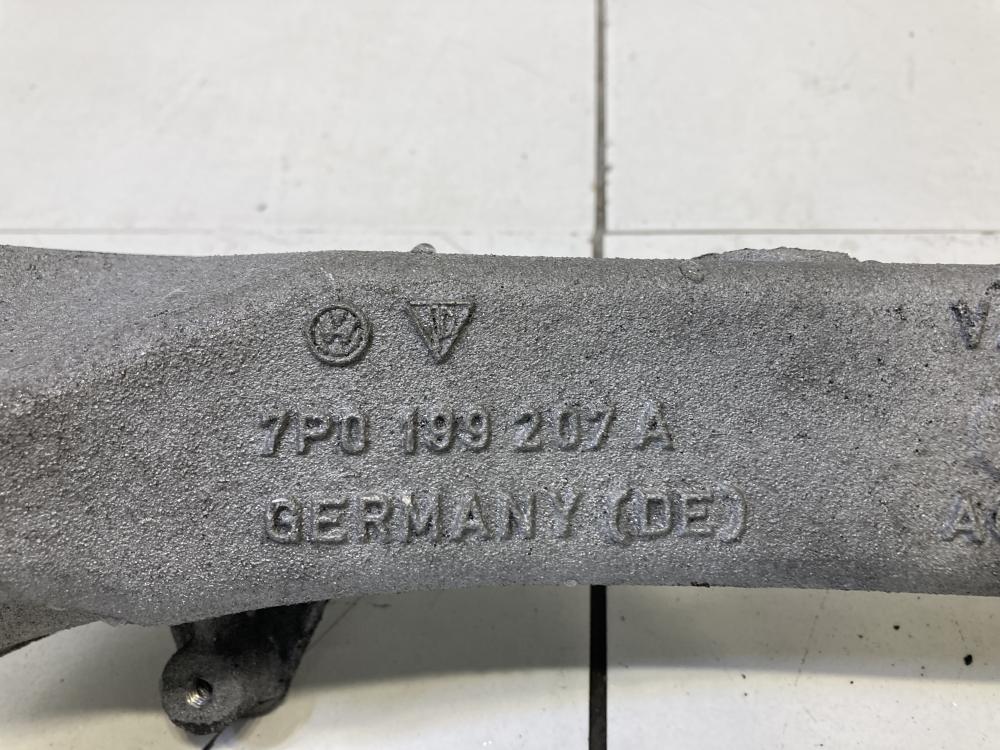 7P0 199 207 A
GERMANY (DE)